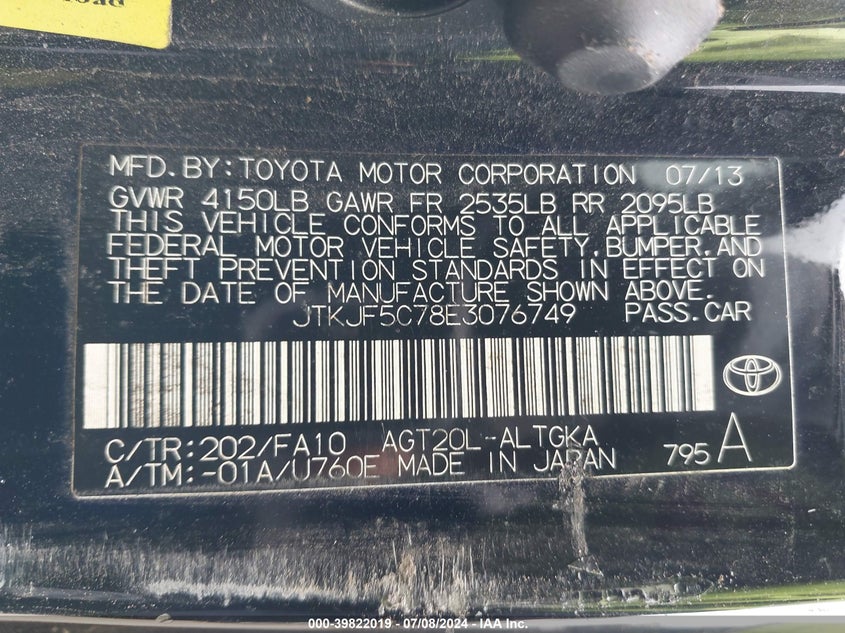 MFD.BY:TOYOTA MOTOR CORPORATION 07/13
GVWR 4150LB GAWR FR 2535LB RR 2095LB
THIS VEHICLE CONFORMS TO ALL APPLICABLE
FEDERAL MOTOR VEHICLE SAFETY,BUMPER,AND
THEFT PREVENTION STANDARDS IN EFFECT ON
THE DATE OF MANUFACTURE SHOWN ABOVE.
JTKJF5C78E3076749 PASS.CAR
C/TR:202/FA10 AGT20L-ALTGKA 795A
A/TM:-01A/U760E MADE IN JAPAN
000-39822019 - 07/08/2024 - IAA Inc.